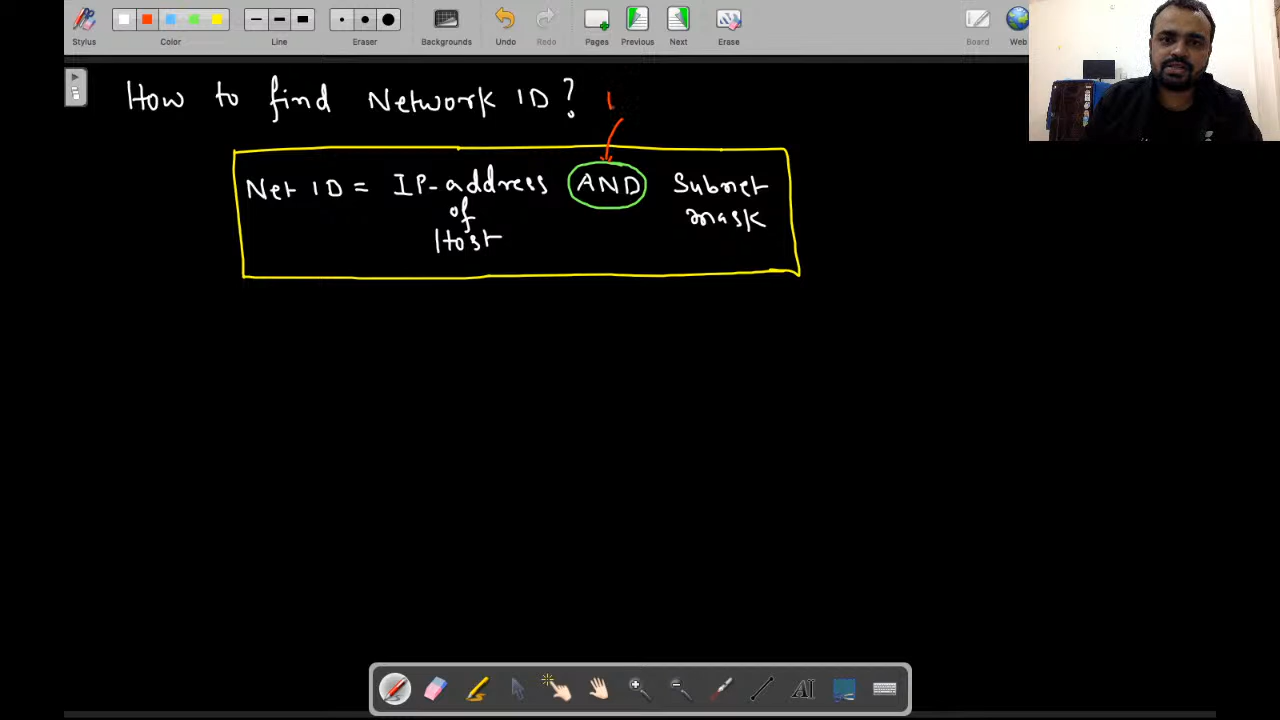 Stylus Color Line Eraser Backgrounds Undo Redo Pages Previous Next Erase Board Web
How to find Network ID?
Net ID = IP-address AND Subnet
of mask
Host